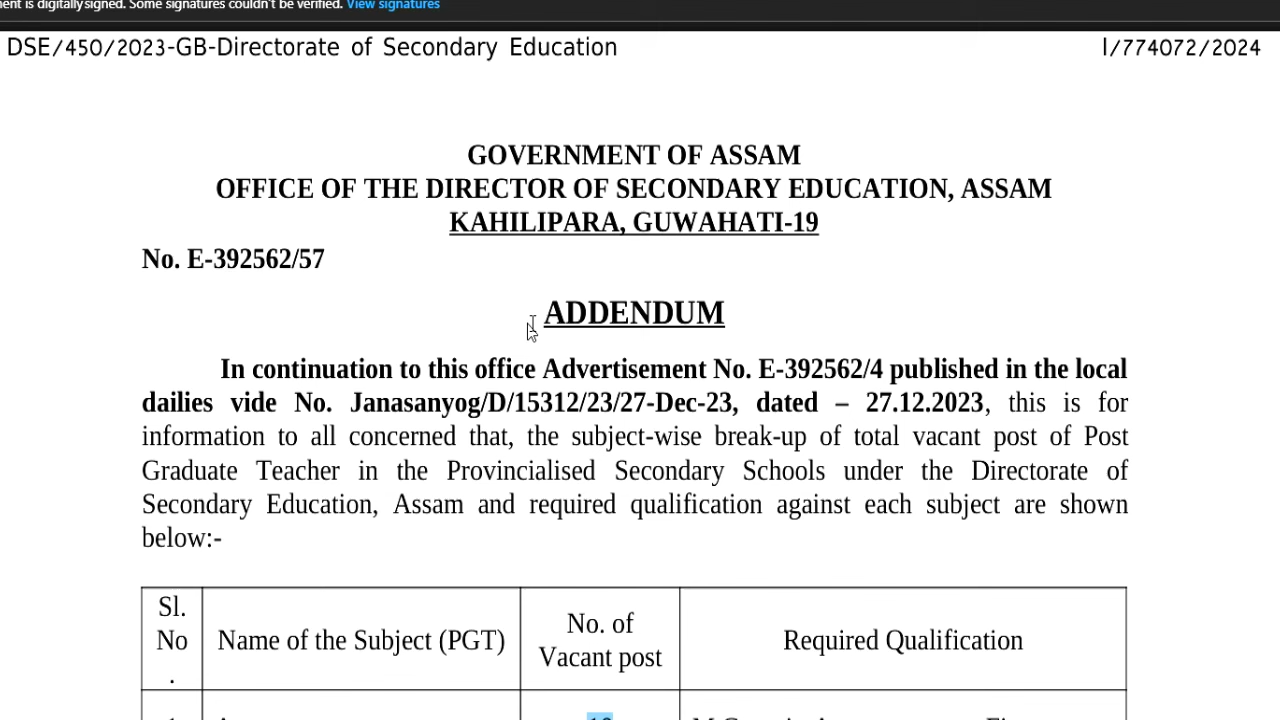 is digitally signed. Some signatures couldn't be verified. View signatures
DSE/450/2023-GB-Directorate of Secondary Education I/774072/2024
GOVERNMENT OF ASSAM
OFFICE OF THE DIRECTOR OF SECONDARY EDUCATION, ASSAM
KAHILIPARA, GUWAHATI-19
No. E-392562/57
ADDENDUM
In continuation to this office Advertisement No. E-392562/4 published in the local
dailies vide No. Janasanyog/D/15312/23/27-Dec-23, dated – 27.12.2023, this is for
information to all concerned that, the subject-wise break-up of total vacant post of Post
Graduate Teacher in the Provincialised Secondary Schools under the Directorate of
Secondary Education, Assam and required qualification against each subject are shown
below:-
Sl.
No
.
Name of the Subject (PGT)
No. of
Vacant post
Required Qualification